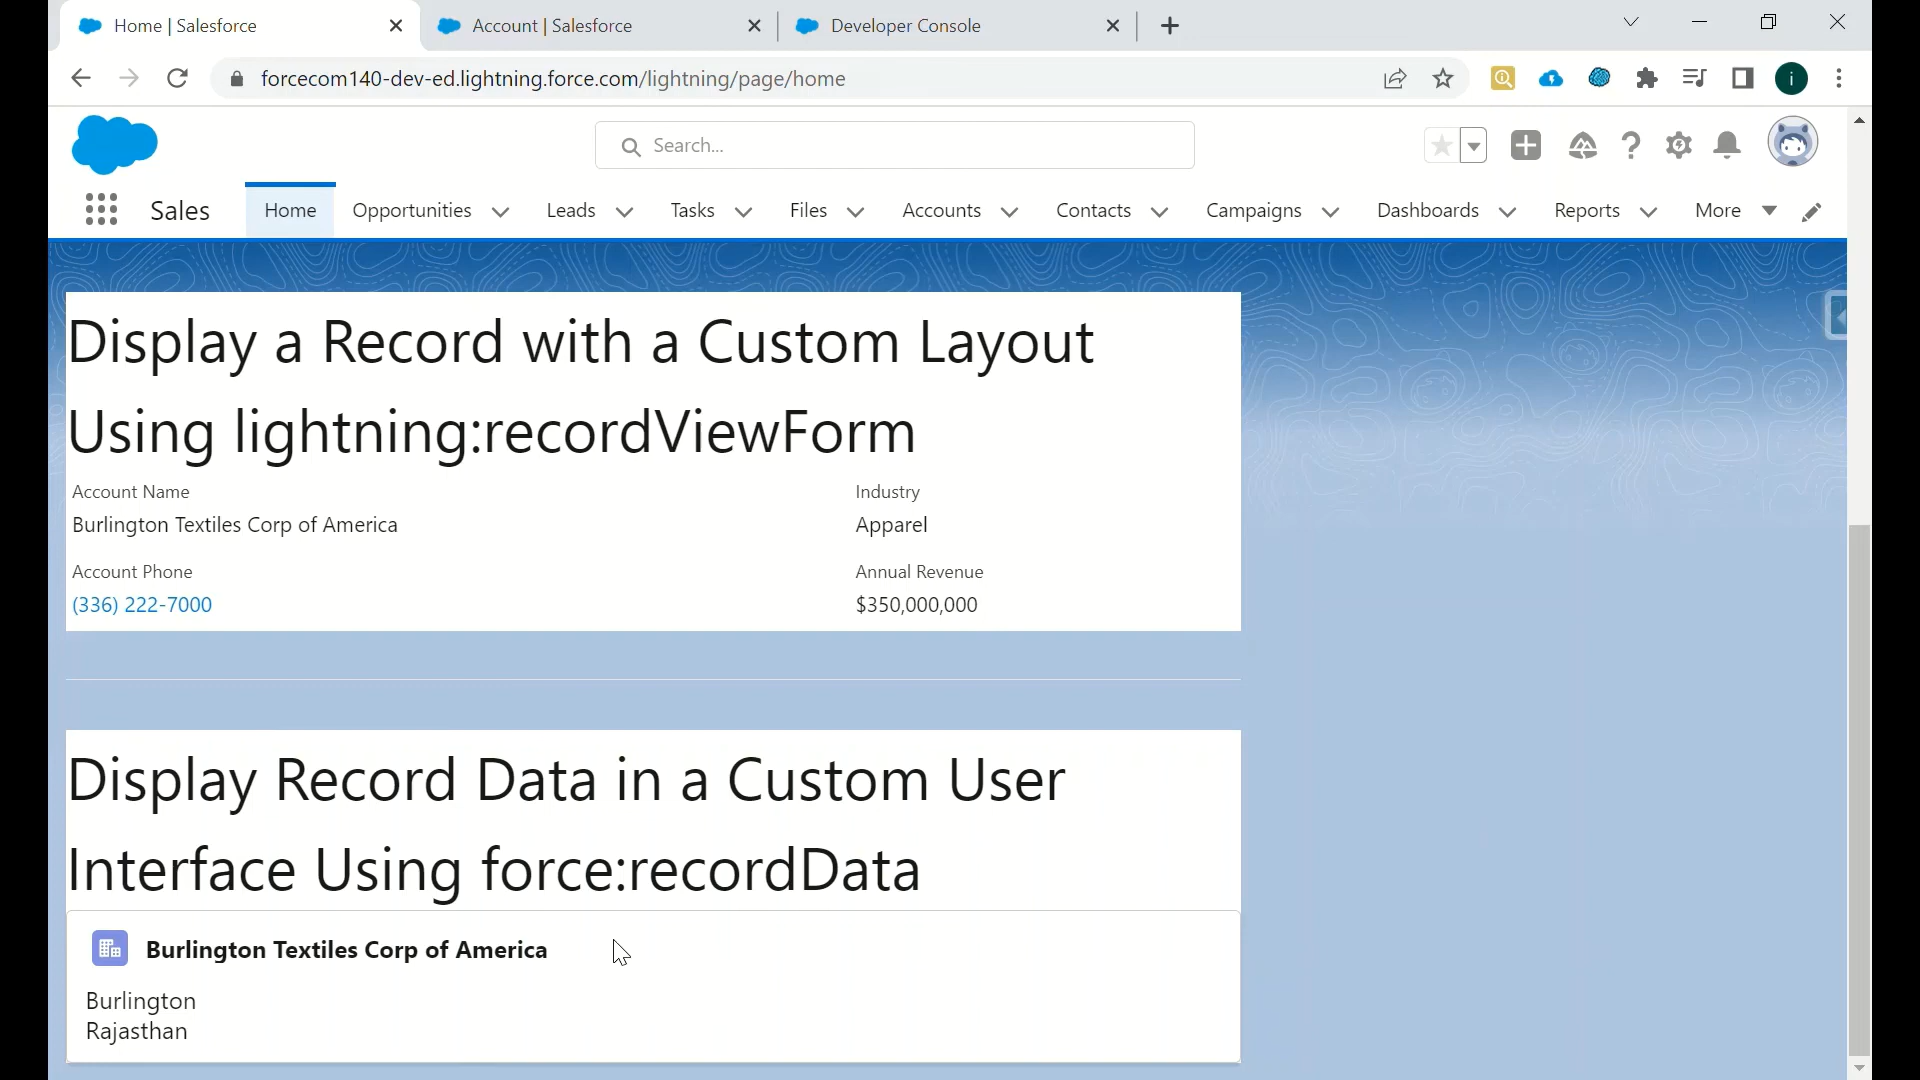 Home | Salesforce
Account | Salesforce
Developer Console
forcecom140-dev-ed.lightning.force.com/lightning/page/home
i
Search...
Sales
Home
Opportunities
Leads
Tasks
Files
Accounts
Contacts
Campaigns
Dashboards
Reports
More
Display a Record with a Custom Layout
Using lightning:recordViewForm
Account Name
Industry
Burlington Textiles Corp of America
Apparel
Account Phone
Annual Revenue
(336) 222-7000
$350,000,000
Display Record Data in a Custom User
Interface Using force:recordData
Burlington Textiles Corp of America
Burlington
Rajasthan